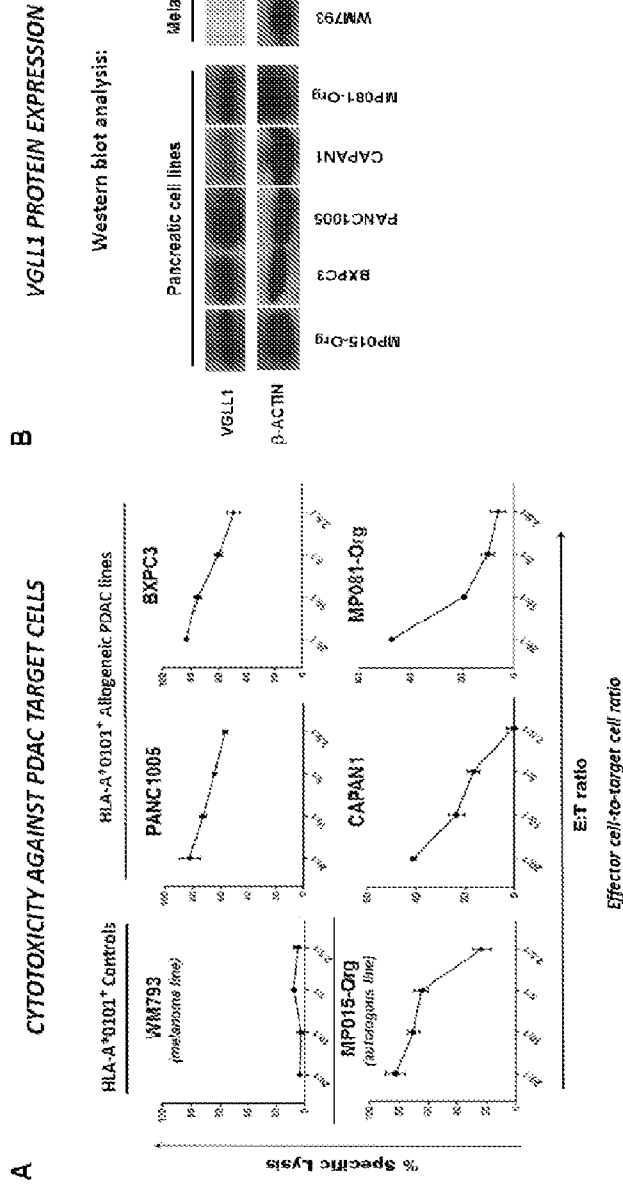 A
CYTOTOXICITY AGAINST PDAC TARGET CELLS
HLA-A*0101+ Controls
HLA-A*0101+ Allogeneic PDAC lines
WM793
(melanoma line)
PANC1005
BXPC3
MP015-Org
(autologous line)
CAPAN1
MP081-Org
% Specific Lysis
E:T ratio
Effector cell-to-target cell ratio
B
VGLL1 PROTEIN EXPRESSION
Western blot analysis:
Pancreatic cell lines
Mela
VGLL1
β-ACTIN
MP015-Org
BXPC3
PANC1005
CAPAN1
MP081-Org
WM793